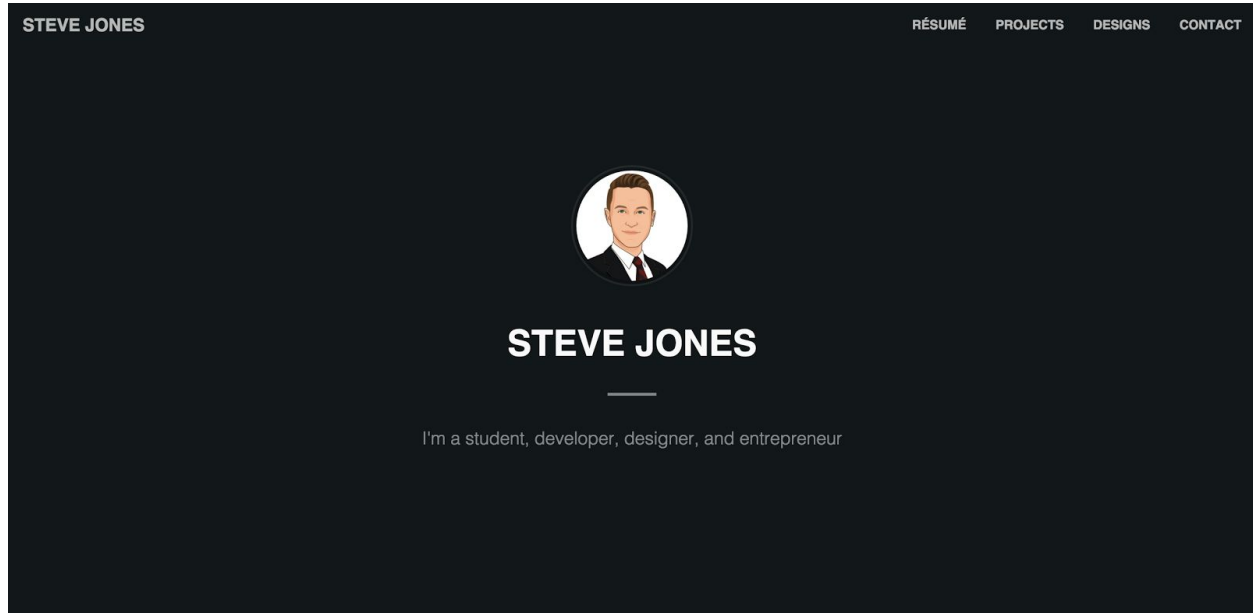 STEVE JONES
RÉSUMÉ PROJECTS DESIGNS CONTACT
STEVE JONES
I'm a student, developer, designer, and entrepreneur